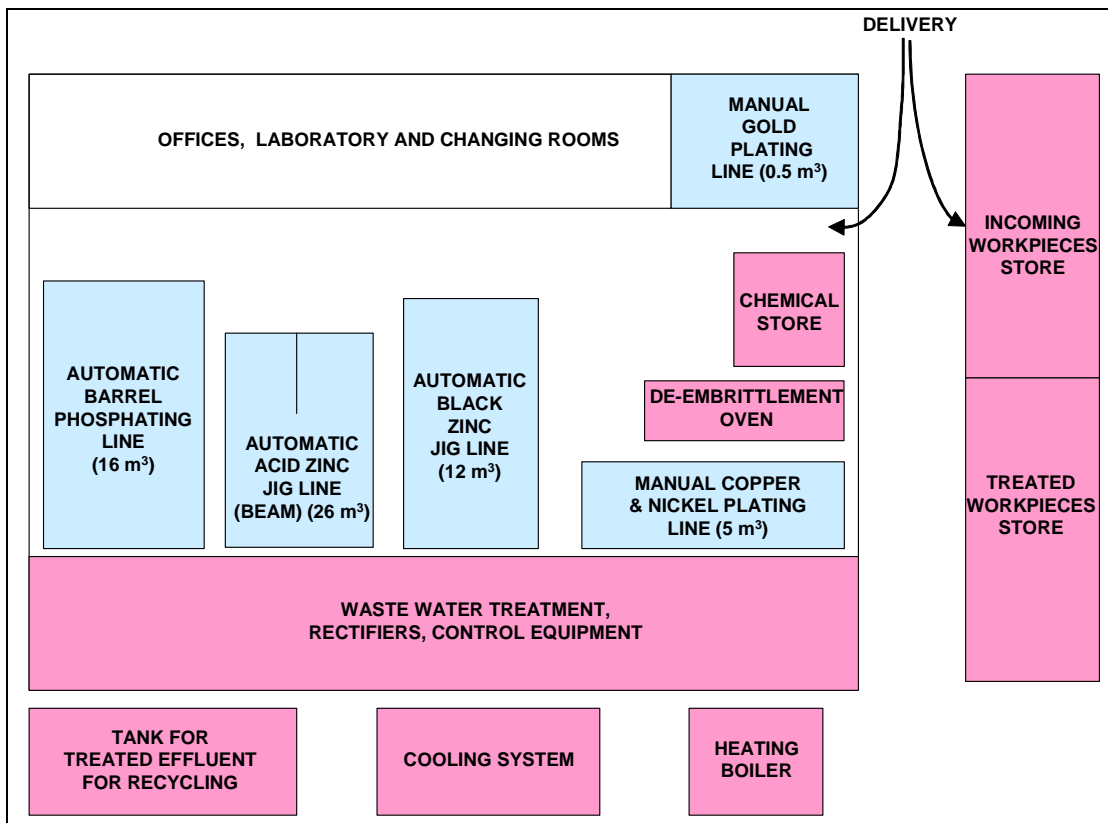 DELIVERY
OFFICES, LABORATORY AND CHANGING ROOMS
MANUAL
GOLD
PLATING
LINE (0.5 m³)
INCOMING
WORKPIECES
STORE
CHEMICAL
STORE
AUTOMATIC
BARREL
PHOSPHATING
LINE
(16 m³)
AUTOMATIC
ACID ZINC
JIG LINE
(BEAM) (26 m³)
AUTOMATIC
BLACK
ZINC
JIG LINE
(12 m³)
DE-EMBRITTLEMENT
OVEN
MANUAL COPPER
& NICKEL PLATING
LINE (5 m³)
TREATED
WORKPIECES
STORE
WASTE WATER TREATMENT,
RECTIFIERS, CONTROL EQUIPMENT
TANK FOR
TREATED EFFLUENT
FOR RECYCLING
COOLING SYSTEM
HEATING
BOILER